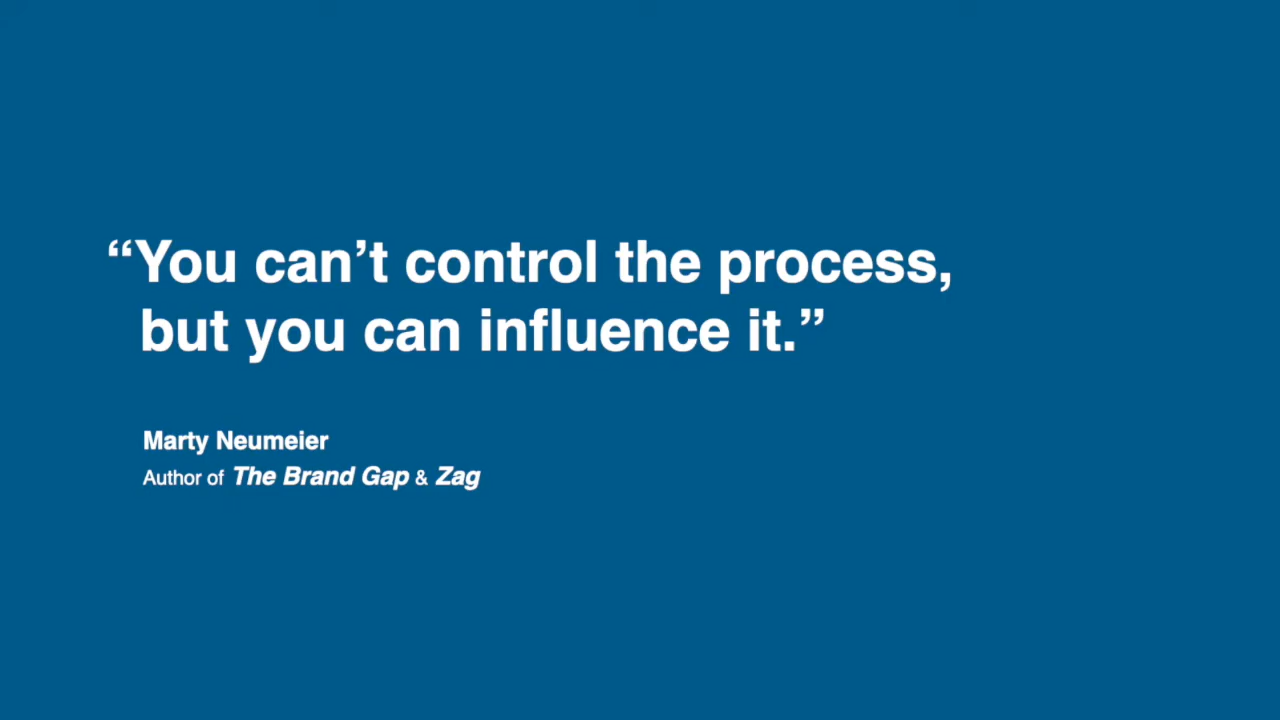 “You can’t control the process,
but you can influence it.”
Marty Neumeier
Author of The Brand Gap & Zag